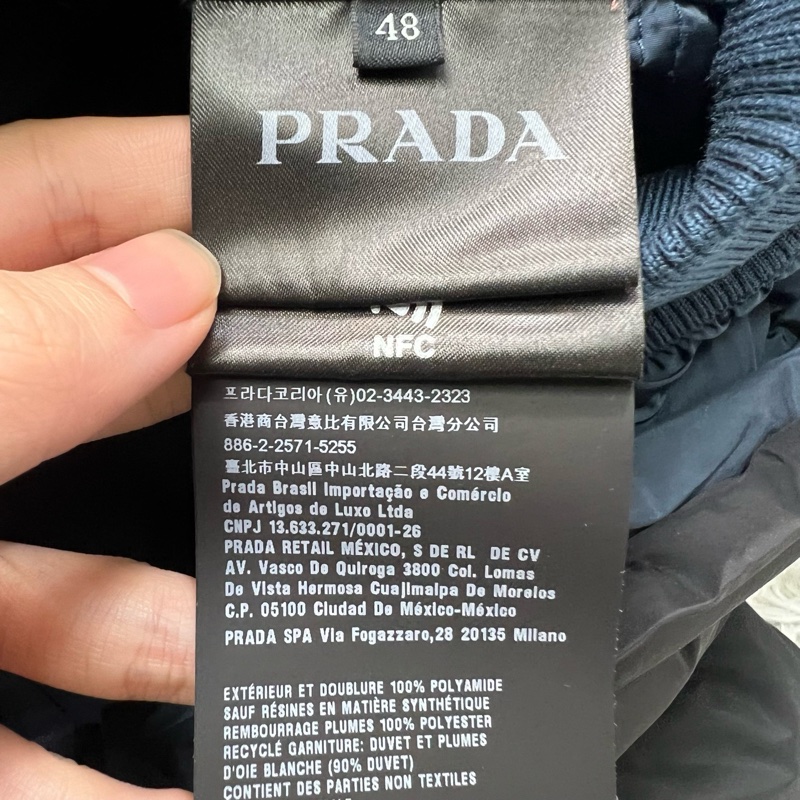 48
PRADA
NFC
프라다코리아(유)02-3443-2323
香港商台灣意比有限公司台灣分公司
886-2-2571-5255
臺北市中山區中山北路二段44號12樓A室
Prada Brasil Importação e Comércio
de Artigos de Luxo Ltda
CNPJ 13.633.271/0001-26
PRADA RETAIL MÉXICO, S DE RL DE CV
AV. Vasco De Quiroga 3800 Col. Lomas
De Vista Hermosa Cuajimalpa De Morelos
C.P. 05100 Ciudad De México-México
PRADA SPA Via Fogazzaro,28 20135 Milano
EXTÉRIEUR ET DOUBLURE 100% POLYAMIDE
SAUF RÉSINES EN MATIÈRE SYNTHÉTIQUE
REMBOURRAGE PLUMES 100% POLYESTER
RECYCLÉ GARNITURE: DUVET ET PLUMES
D'OIE BLANCHE (90% DUVET)
CONTIENT DES PARTIES NON TEXTILES